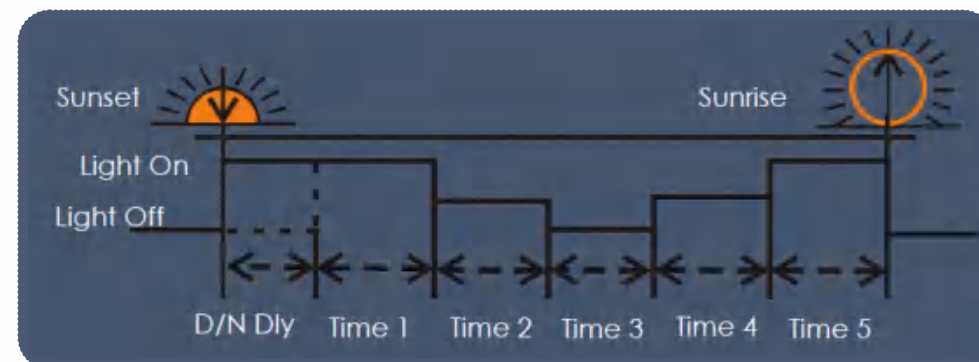 Sunset
Sunrise
Light On
Light Off
D/N Dly Time 1 Time 2 Time 3 Time 4 Time 5